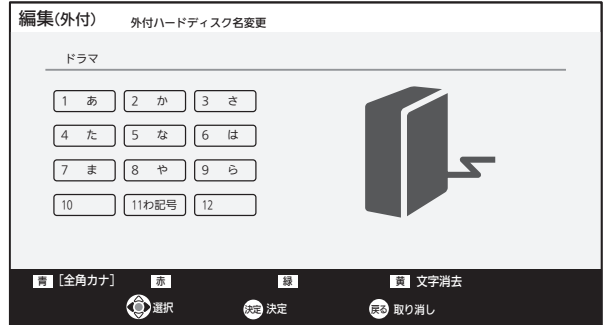 編集(外付) 外付ハードディスク名変更
ドラマ
1 あ 2 か 3 さ
4 た 5 な 6 は
7 ま 8 や 9 ら
10 11わ記号 12
青 [全角カナ] 赤 緑 黄 文字消去
選択 決定 決定 戻る 取り消し